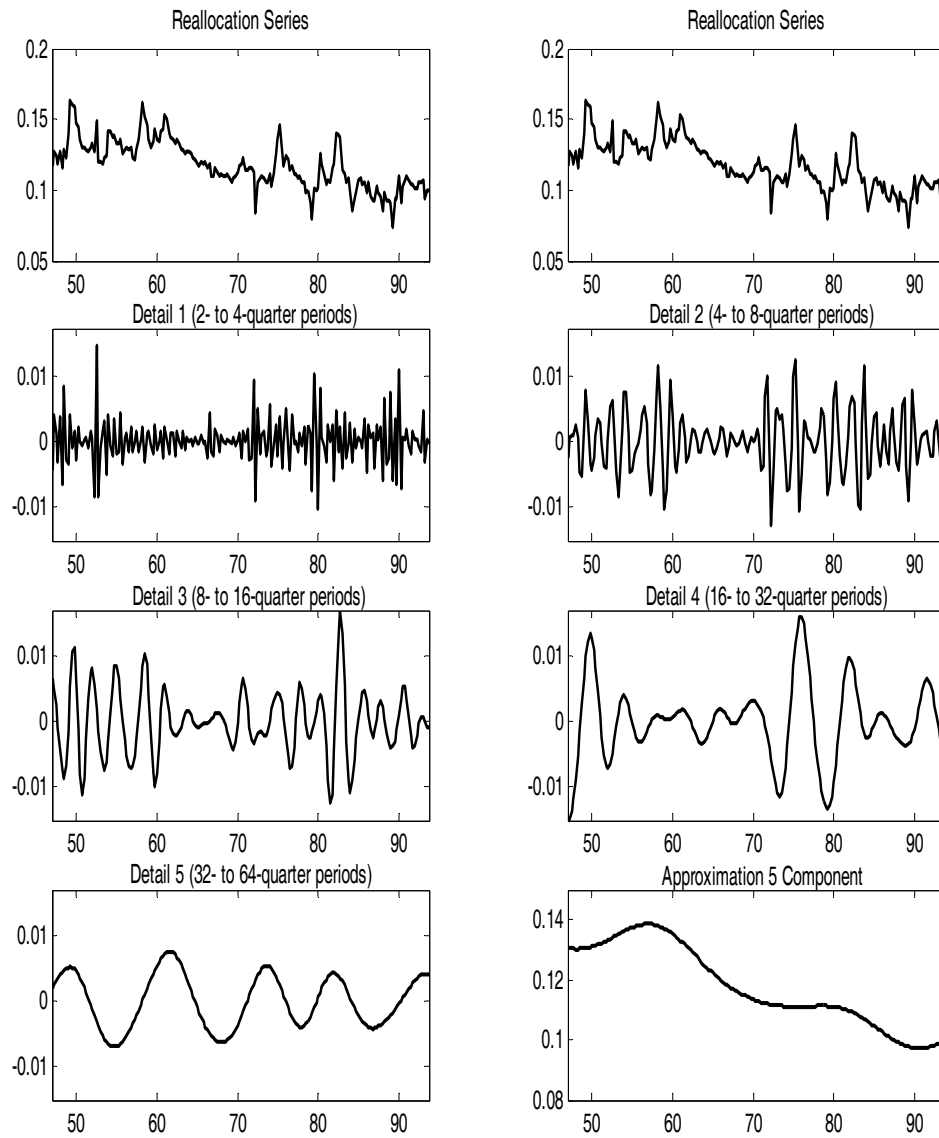 Reallocation Series
0.2
0.15
0.1
0.05
50 60 70 80 90
Reallocation Series
0.2
0.15
0.1
0.05
50 60 70 80 90
Detail 1 (2- to 4-quarter periods)
0.01
0
-0.01
50 60 70 80 90
Detail 2 (4- to 8-quarter periods)
0.01
0
-0.01
50 60 70 80 90
Detail 3 (8- to 16-quarter periods)
0.01
0
-0.01
50 60 70 80 90
Detail 4 (16- to 32-quarter periods)
0.01
0
-0.01
50 60 70 80 90
Detail 5 (32- to 64-quarter periods)
0.01
0
-0.01
50 60 70 80 90
Approximation 5 Component
0.14
0.12
0.1
0.08
50 60 70 80 90